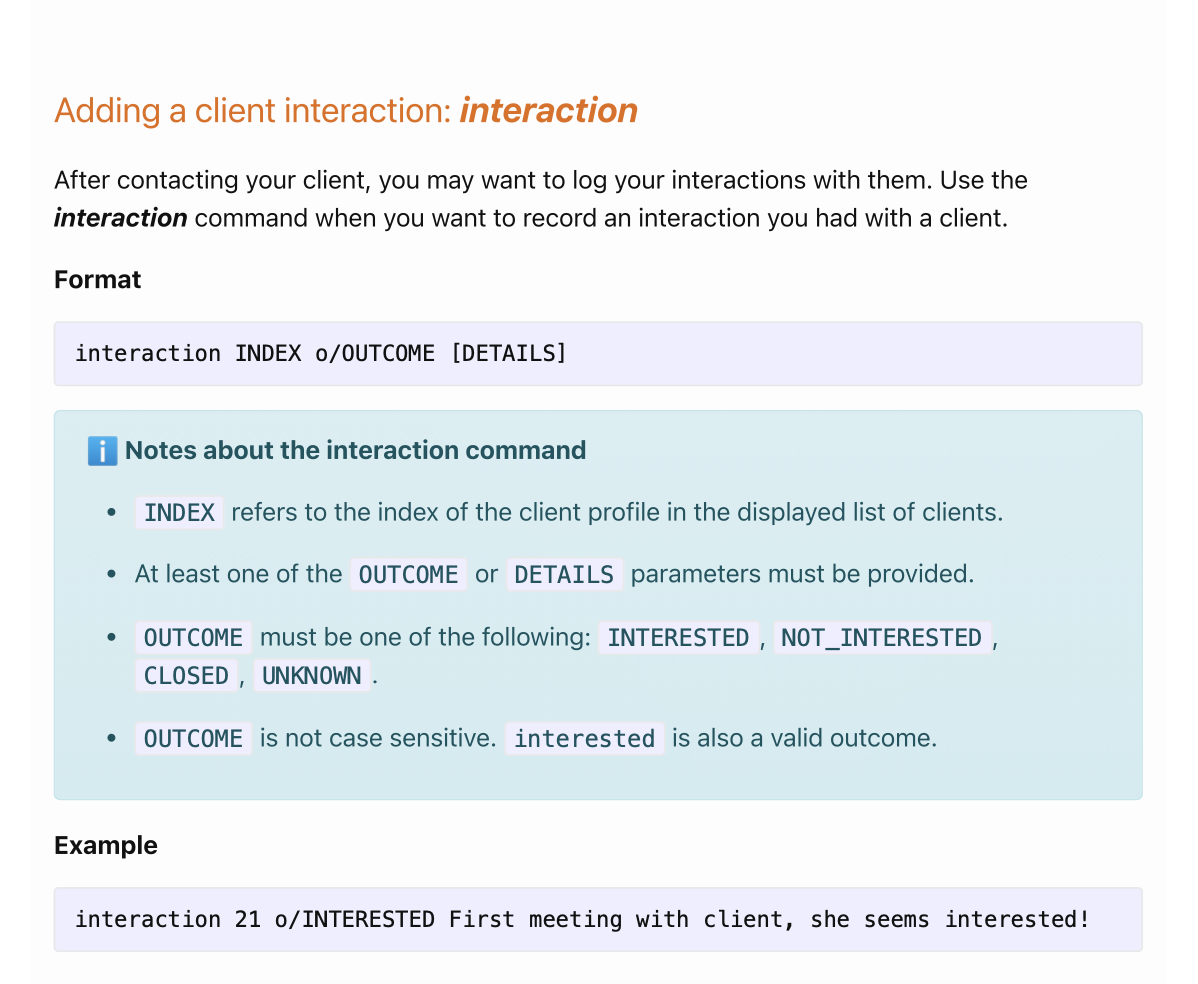 Adding a client interaction: interaction
After contacting your client, you may want to log your interactions with them. Use the
interaction command when you want to record an interaction you had with a client.
Format
interaction INDEX o/OUTCOME [DETAILS]
ℹ️ Notes about the interaction command
• INDEX refers to the index of the client profile in the displayed list of clients.
• At least one of the OUTCOME or DETAILS parameters must be provided.
• OUTCOME must be one of the following: INTERESTED, NOT_INTERESTED,
CLOSED, UNKNOWN.
• OUTCOME is not case sensitive. interested is also a valid outcome.
Example
interaction 21 o/INTERESTED First meeting with client, she seems interested!